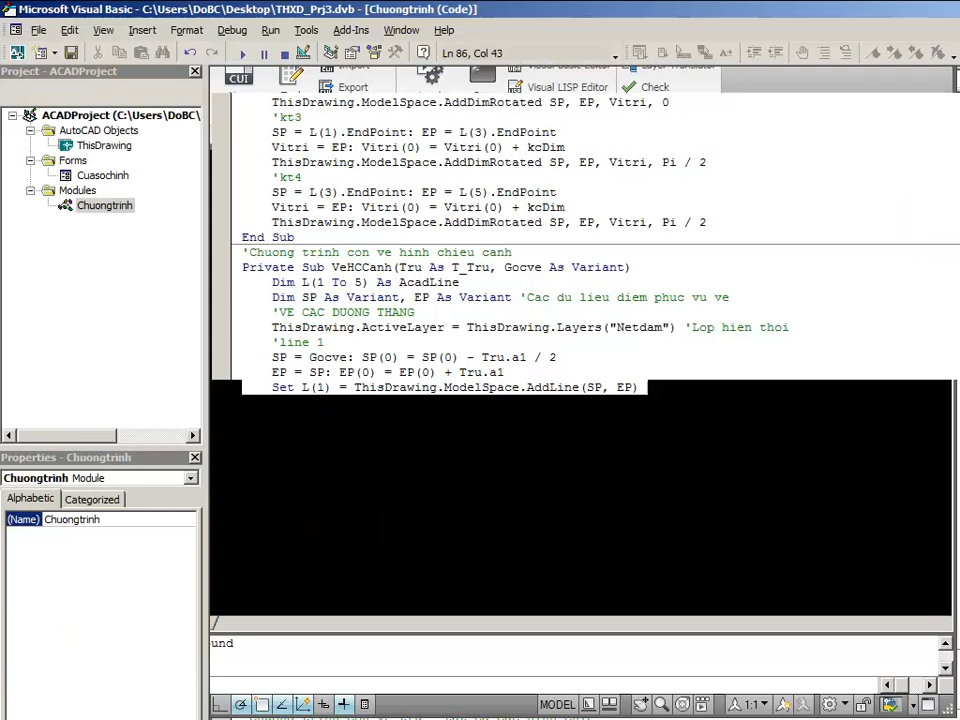 Microsoft Visual Basic - C:\Users\DoBC\Desktop\THXD_Prj3.dvb - [Chuongtrinh (Code)]
File Edit View Insert Format Debug Run Tools Add-Ins Window Help
Ln 86, Col 43
Project - ACADProject
CUI
Export
Visual LISP Editor
Check
ACADProject (C:\Users\DoBC\
AutoCAD Objects
ThisDrawing
Forms
Cuasochinh
Modules
Chuongtrinh
ThisDrawing.ModelSpace.AddDimRotated SP, EP, Vitri, 0
'kt3
SP = L(1).EndPoint: EP = L(3).EndPoint
Vitri = EP: Vitri(0) = Vitri(0) + kcDim
ThisDrawing.ModelSpace.AddDimRotated SP, EP, Vitri, Pi / 2
'kt4
SP = L(3).EndPoint: EP = L(5).EndPoint
Vitri = EP: Vitri(0) = Vitri(0) + kcDim
ThisDrawing.ModelSpace.AddDimRotated SP, EP, Vitri, Pi / 2
End Sub
'Chuong trinh con ve hinh chieu canh
Private Sub VeHCCanh(Tru As T_Tru, Gocve As Variant)
Dim L(1 To 5) As AcadLine
Dim SP As Variant, EP As Variant 'Cac du lieu diem phuc vu ve
'VE CAC DUONG THANG
ThisDrawing.ActiveLayer = ThisDrawing.Layers("Netdam") 'Lop hien thoi
'line 1
SP = Gocve: SP(0) = SP(0) - Tru.a1 / 2
EP = SP: EP(0) = EP(0) + Tru.a1
Set L(1) = ThisDrawing.ModelSpace.AddLine(SP, EP)
Properties - Chuongtrinh
Chuongtrinh Module
Alphabetic Categorized
(Name) Chuongtrinh
und
MODEL
1:1